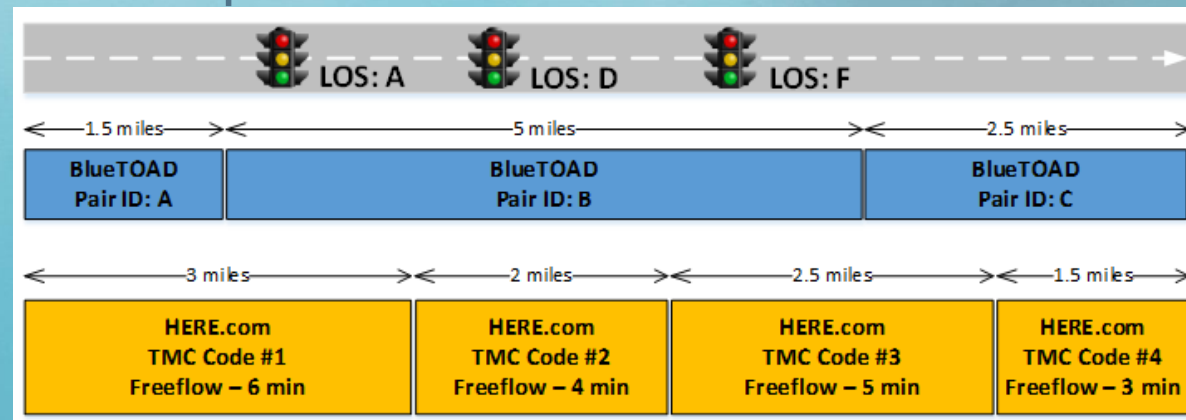 LOS: A
LOS: D
LOS: F
1.5 miles
5 miles
2.5 miles
BlueTOAD
Pair ID: A
BlueTOAD
Pair ID: B
BlueTOAD
Pair ID: C
3 miles
2 miles
2.5 miles
1.5 miles
HERE.com
TMC Code #1
Freeflow – 6 min
HERE.com
TMC Code #2
Freeflow – 4 min
HERE.com
TMC Code #3
Freeflow – 5 min
HERE.com
TMC Code #4
Freeflow – 3 min